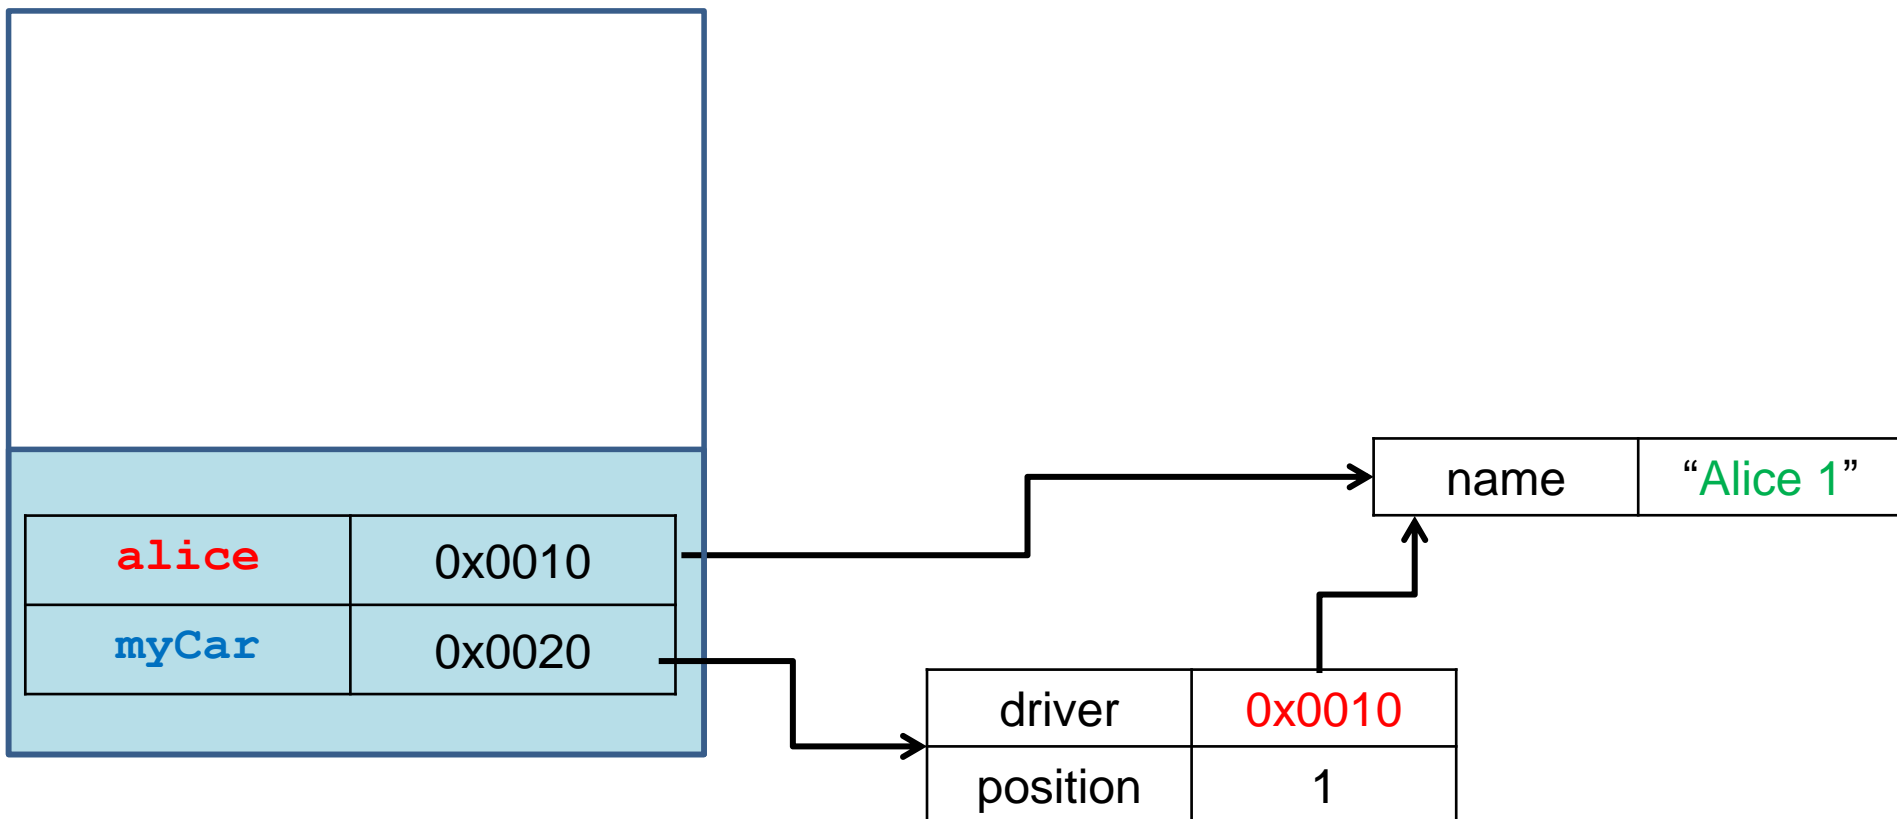 name “Alice 1”
alice 0x0010
myCar 0x0020
driver 0x0010
position 1